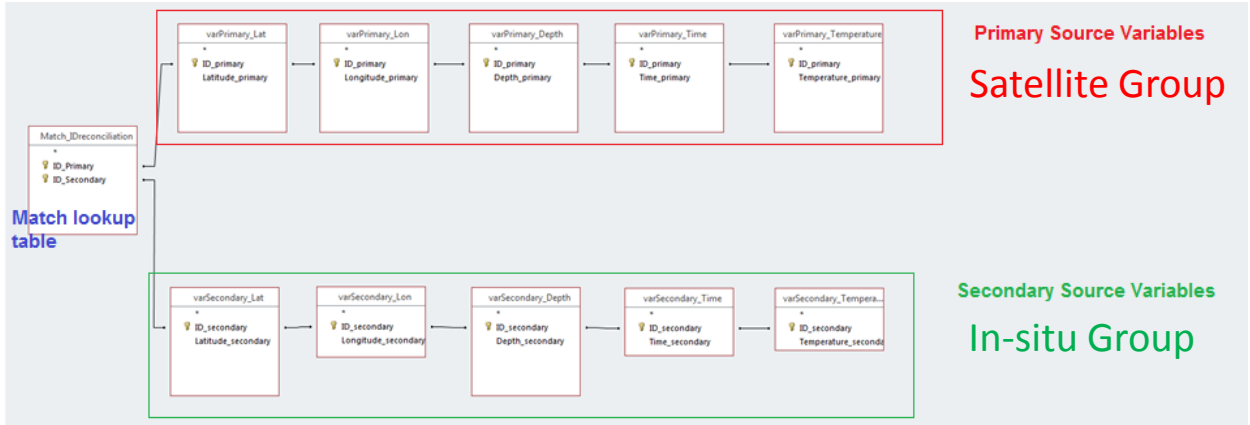 varPrimary_Lat
*
ID_primary
Latitude_primary
varPrimary_Lon
*
ID_primary
Longitude_primary
varPrimary_Depth
*
ID_primary
Depth_primary
varPrimary_Time
*
ID_primary
Time_primary
varPrimary_Temperature
*
ID_primary
Temperature_primary
Primary Source Variables
Satellite Group
Match_IDreconciliation
*
ID_Primary
ID_Secondary
Match lookup
table
varSecondary_Lat
*
ID_secondary
Latitude_secondary
varSecondary_Lon
*
ID_secondary
Longitude_secondary
varSecondary_Depth
*
ID_secondary
Depth_secondary
varSecondary_Time
*
ID_secondary
Time_secondary
varSecondary_Tempera...
*
ID_secondary
Temperature_seconda
Secondary Source Variables
In-situ Group